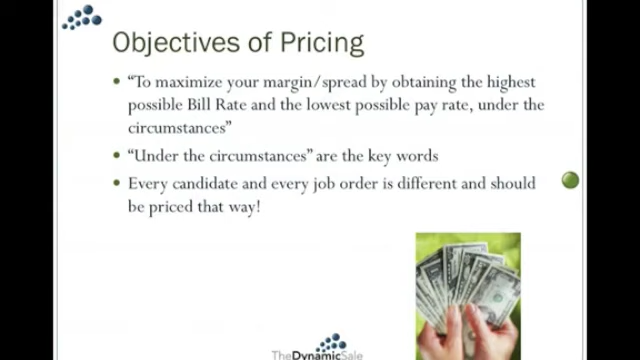 Objectives of Pricing
• “To maximize your margin/spread by obtaining the highest
possible Bill Rate and the lowest possible pay rate, under the
circumstances”
• “Under the circumstances” are the key words
• Every candidate and every job order is different and should
be priced that way!
TheDynamicSale